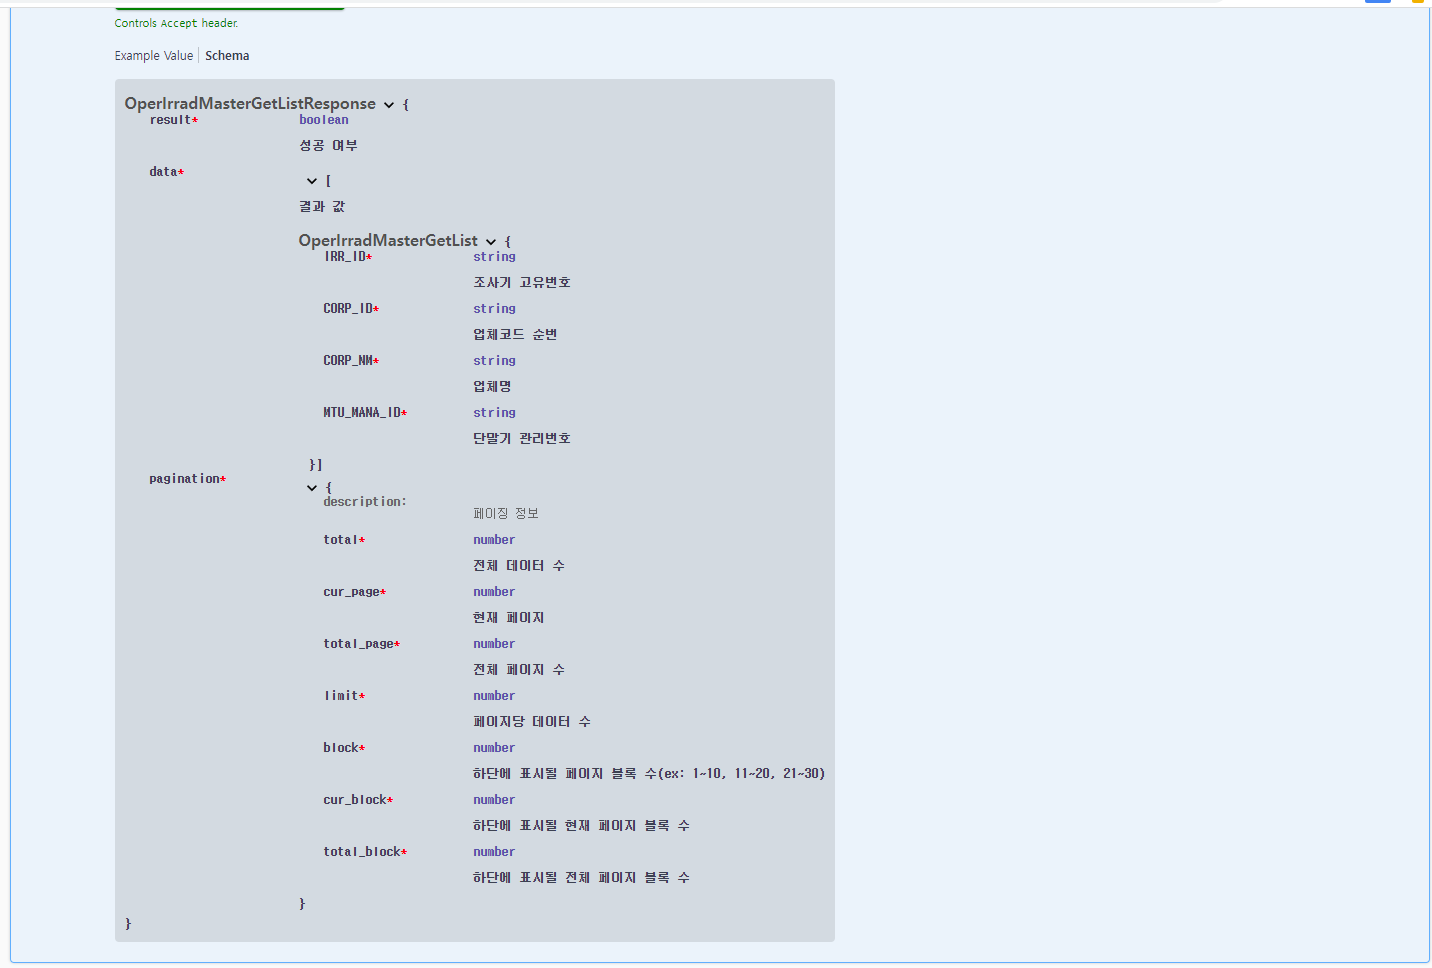 Controls Accept header.
Example Value Schema
OperIrradMasterGetListResponse {
result* boolean
성공 여부
data*
[
결과 값
OperIrradMasterGetList {
IRR_ID* string
조사기 고유번호
CORP_ID* string
업체코드 순번
CORP_NM* string
업체명
MTU_MANA_ID* string
단말기 관리번호
}]
pagination*
{
description:
페이징 정보
total* number
전체 데이터 수
cur_page* number
현재 페이지
total_page* number
전체 페이지 수
limit* number
페이지당 데이터 수
block* number
하단에 표시될 페이지 블록 수(ex: 1~10, 11~20, 21~30)
cur_block* number
하단에 표시될 현재 페이지 블록 수
total_block* number
하단에 표시될 전체 페이지 블록 수
}
}